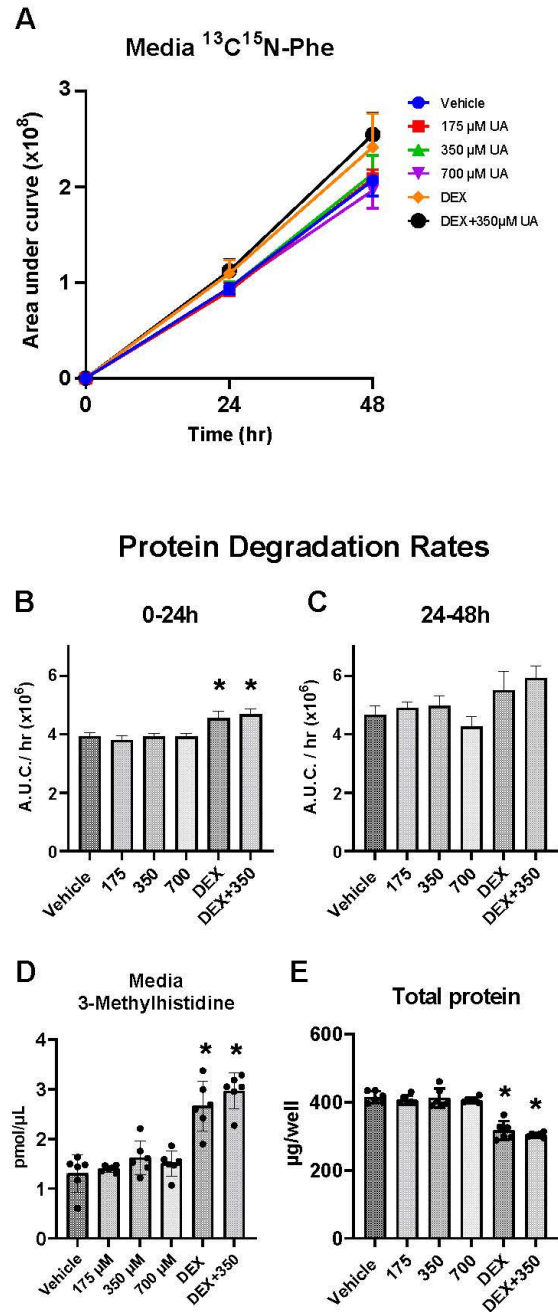 A
Media ¹³C¹⁵N-Phe
Area under curve (x10⁸)
3
2
1
0
0
24
48
Time (hr)
Vehicle
175 µM UA
350 µM UA
700 µM UA
DEX
DEX+350µM UA
Protein Degradation Rates
B
0-24h
A.U.C./ hr (x10⁶)
6
4
2
0
* *
Vehicle
175
350
700
DEX
DEX+350
C
24-48h
A.U.C./ hr (x10⁶)
6
4
2
0
Vehicle
175
350
700
DEX
DEX+350
D
Media
3-Methylhistidine
pmol/µL
4
3
2
1
0
* *
Vehicle
175 µM
350 µM
700 µM
DEX
DEX+350
E
Total protein
µg/well
600
400
200
0
* *
Vehicle
175
350
700
DEX
DEX+350